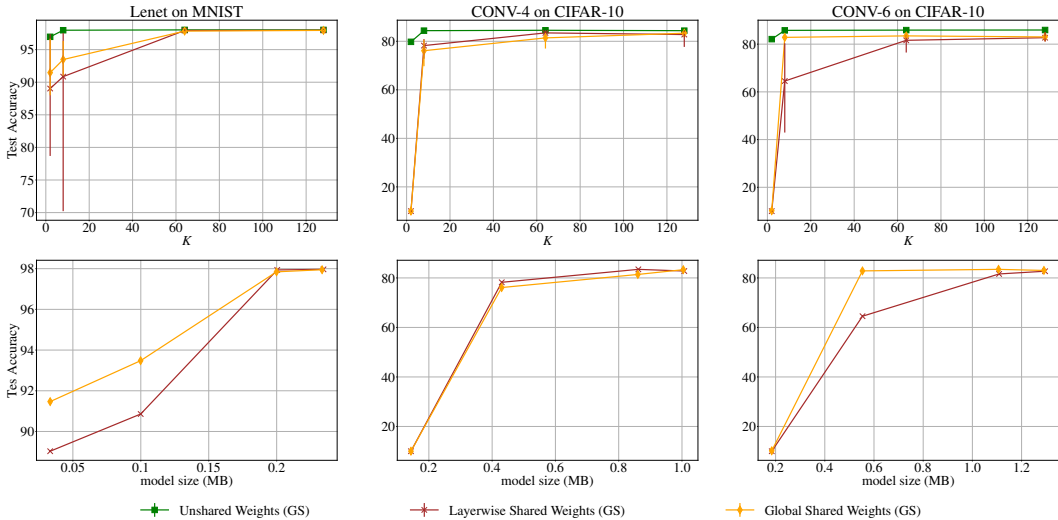 Lenet on MNIST
CONV-4 on CIFAR-10
CONV-6 on CIFAR-10
Test Accuracy
95
90
85
80
75
70
0 20 40 60 80 100 120
K
80
60
40
20
0 20 40 60 80 100 120
K
80
60
40
20
0 20 40 60 80 100 120
K
Tes Accuracy
98
96
94
92
90
0.05 0.1 0.15 0.2
model size (MB)
80
60
40
20
0.2 0.4 0.6 0.8 1.0
model size (MB)
80
60
40
20
0.2 0.4 0.6 0.8 1.0 1.2
model size (MB)
Unshared Weights (GS)
Layerwise Shared Weights (GS)
Global Shared Weights (GS)